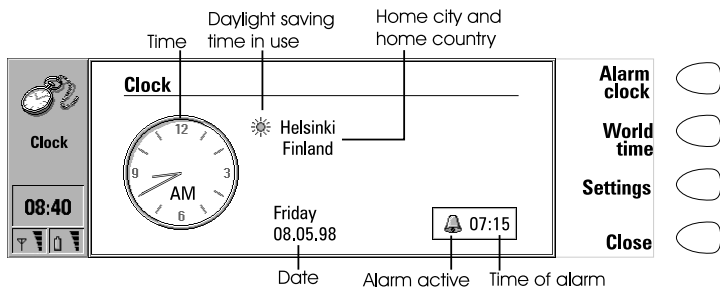 Daylight saving
time in use
Home city and
home country
Time
Clock
Alarm
clock
12
Helsinki
Finland
World
time
Clock
9
3
AM
Settings
08:40
6
Friday
08.05.98
07:15
Close
Date
Alarm active
Time of alarm